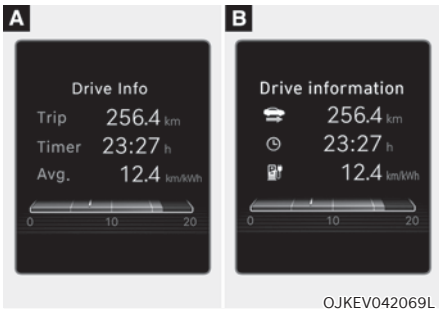 A
Drive Info
Trip 256.4 km
Timer 23:27 h
Avg. 12.4 km/kWh
0 10 20
B
Drive information
256.4 km
23:27 h
12.4 km/kWh
0 10 20
OJKEV042069L